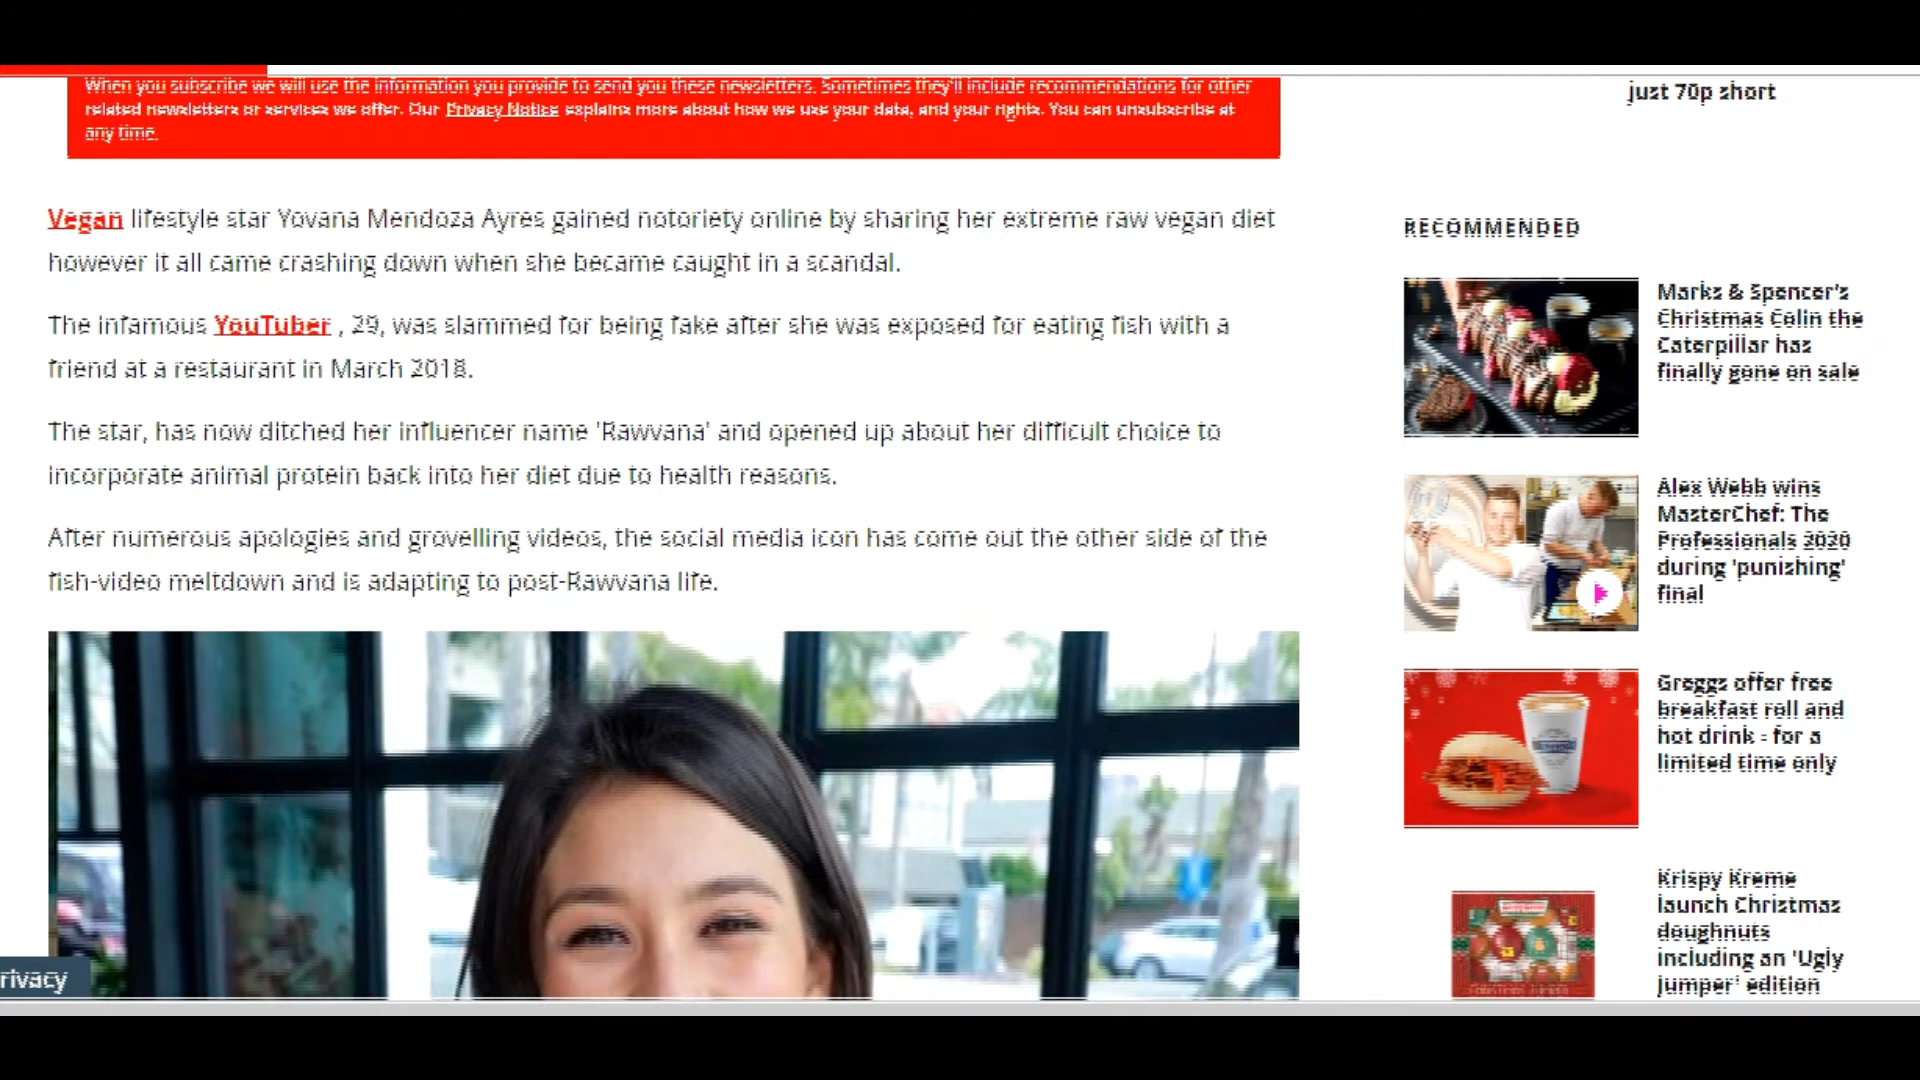 When you subscribe we will use the information you provide to send you these newsletters. Sometimes they'll include recommendations for other
related newsletters or services we offer. Our Privacy Notice explains more about how we use your data, and your rights. You can unsubscribe at
any time.
Vegan lifestyle star Yovana Mendoza Ayres gained notoriety online by sharing her extreme raw vegan diet
however it all came crashing down when she became caught in a scandal.
The infamous YouTuber , 29, was slammed for being fake after she was exposed for eating fish with a
friend at a restaurant in March 2018.
The star, has now ditched her influencer name 'Rawvana' and opened up about her difficult choice to
incorporate animal protein back into her diet due to health reasons.
After numerous apologies and grovelling videos, the social media icon has come out the other side of the
fish-video meltdown and is adapting to post-Rawvana life.
rivacy
just 70p short
RECOMMENDED
Marks & Spencer's
Christmas Colin the
Caterpillar has
finally gone on sale
Alex Webb wins
MasterChef: The
Professionals 2020
during 'punishing'
final
Greggs offer free
breakfast roll and
hot drink - for a
limited time only
Krispy Kreme
launch Christmas
doughnuts
including an 'Ugly
jumper' edition